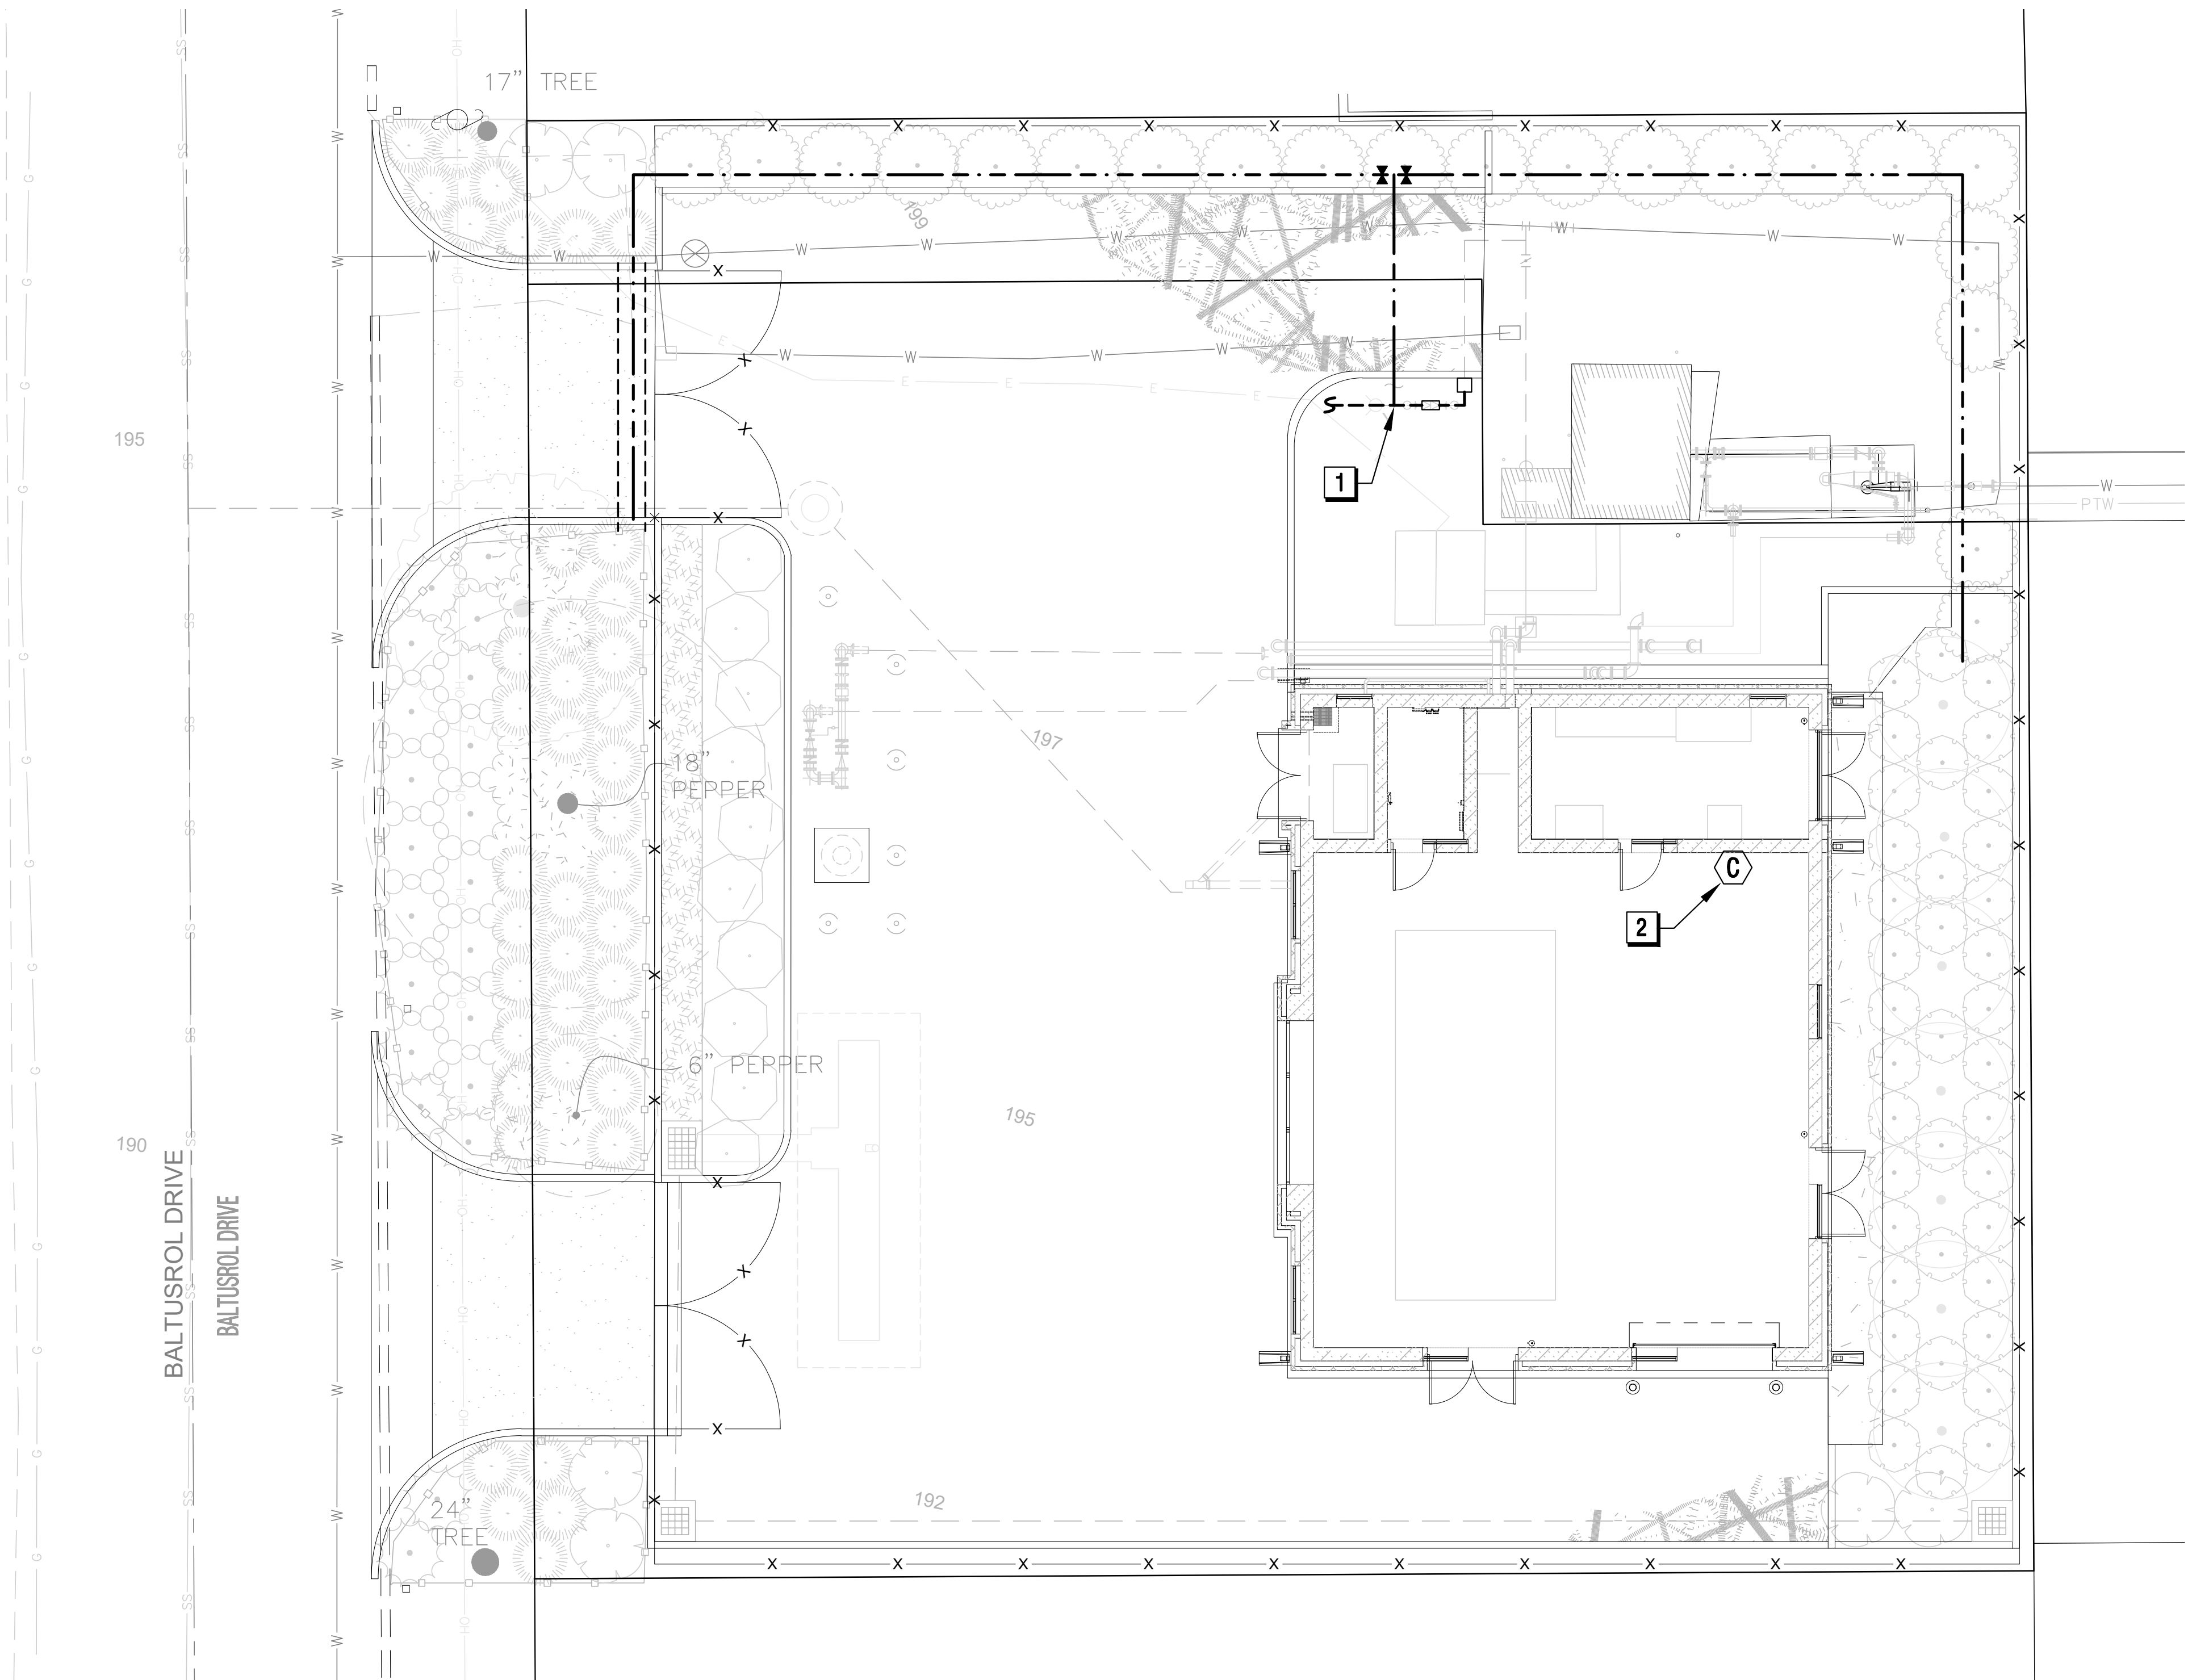 17” TREE
199
195
1
PTW
197
18”
PEPPER
C
2
6” PEPPER
195
190
BALTUSROL DRIVE
BALTUSROL DRIVE
192
24”
TREE